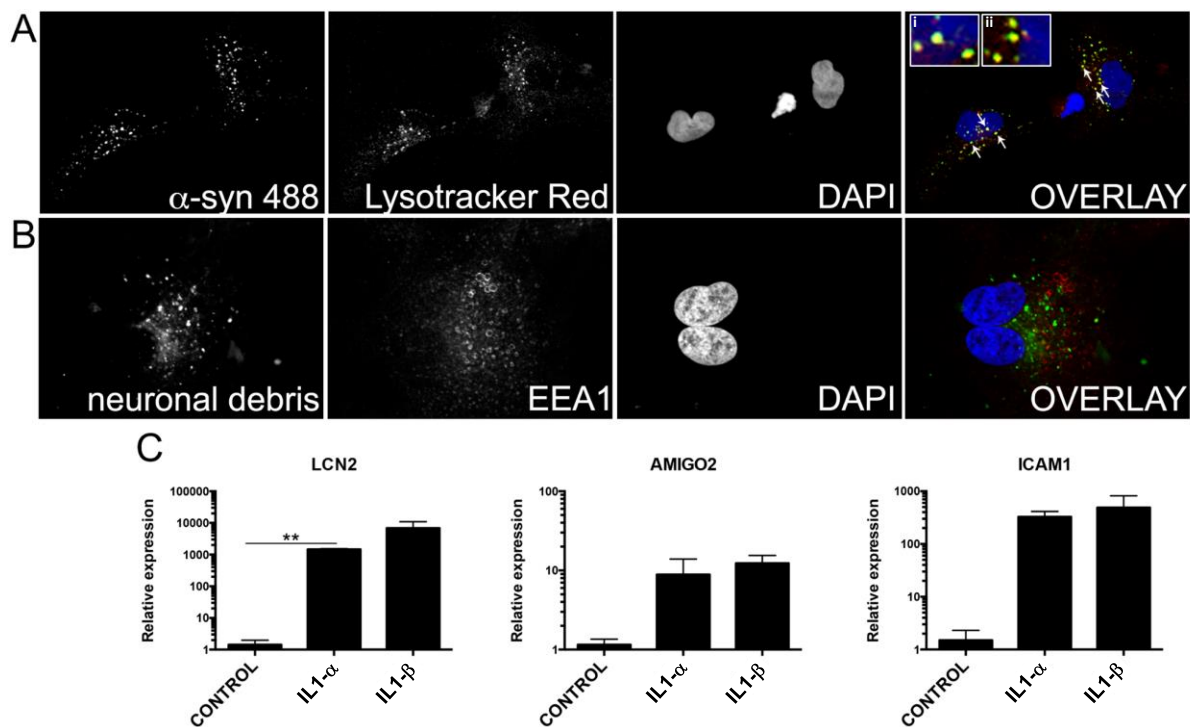 A
α-syn 488
Lysotracker Red
DAPI
i
ii
OVERLAY
B
neuronal debris
EEA1
DAPI
OVERLAY
C
LCN2
Relative expression
100000
10000
1000
100
10
1
**
CONTROL
IL1-α
IL1-β
AMIGO2
Relative expression
100
10
1
CONTROL
IL1-α
IL1-β
ICAM1
Relative expression
1000
100
10
1
CONTROL
IL1-α
IL1-β